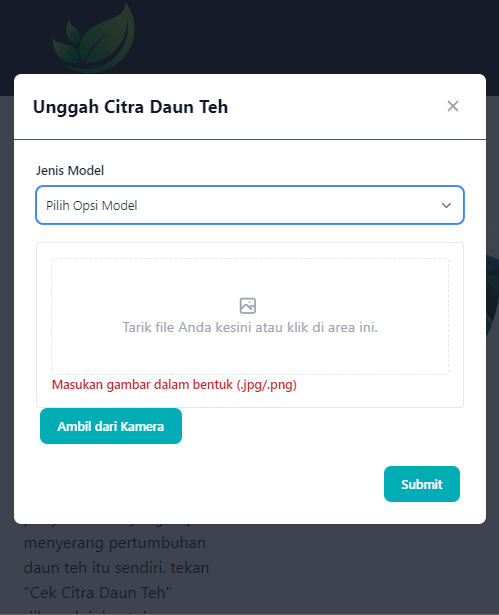 Unggah Citra Daun Teh
Jenis Model
Pilih Opsi Model
Tarik file Anda kesini atau klik di area ini.
Masukan gambar dalam bentuk (.jpg/.png)
Ambil dari Kamera
Submit
menyerang pertumbuhan
daun teh itu sendiri. tekan
"Cek Citra Daun Teh"